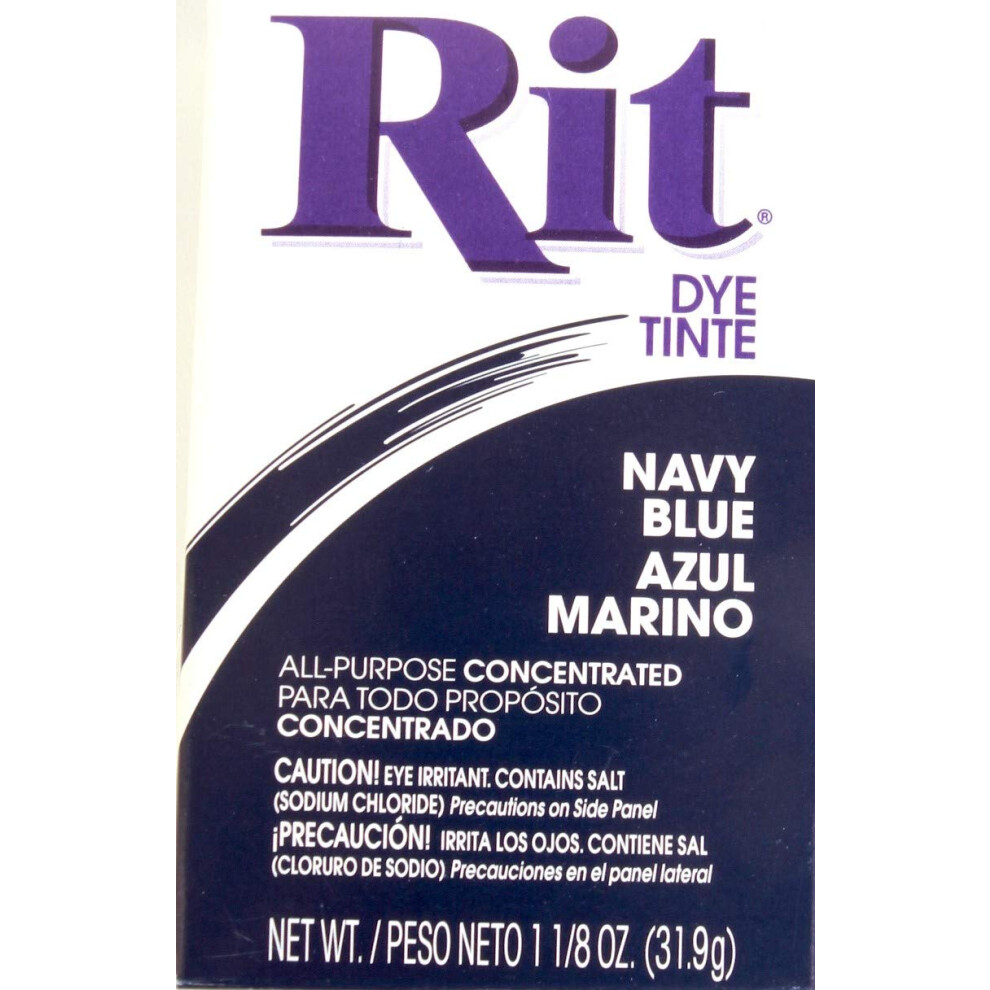 Rit®
DYE
TINTE
NAVY
BLUE
AZUL
MARINO
ALL-PURPOSE CONCENTRATED
PARA TODO PROPÓSITO
CONCENTRADO
CAUTION! EYE IRRITANT. CONTAINS SALT
(SODIUM CHLORIDE) Precautions on Side Panel
¡PRECAUCIÓN! IRRITA LOS OJOS. CONTIENE SAL
(CLORURO DE SODIO) Precauciones en el panel lateral
NET WT. / PESO NETO 1 1/8 OZ. (31.9g)